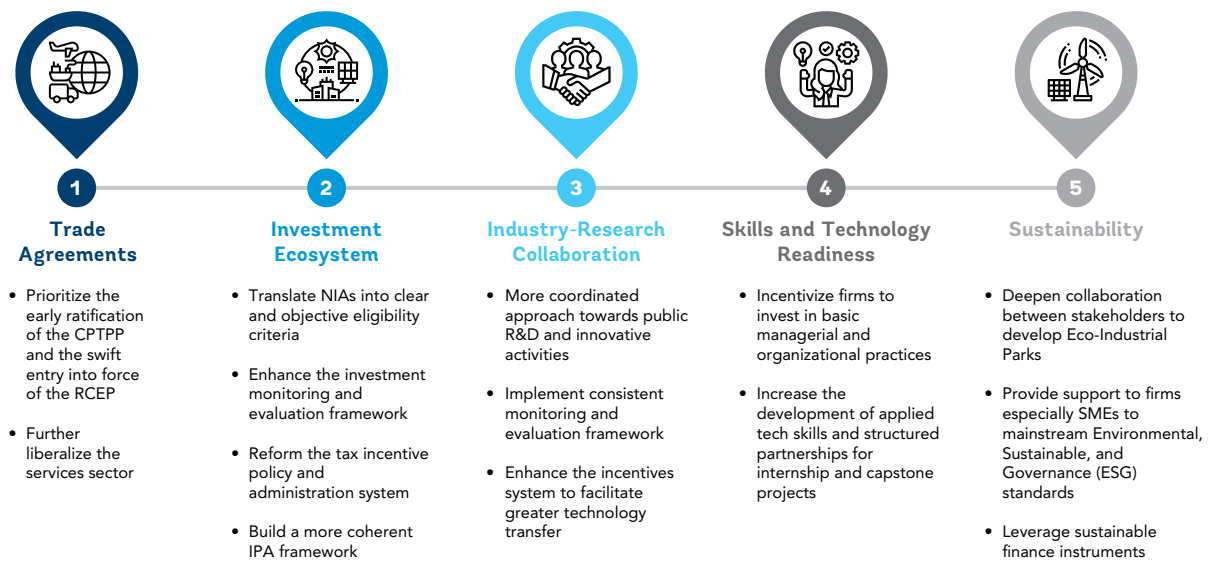 1
Trade
Agreements
• Prioritize the
early ratification
of the CPTPP
and the swift
entry into force
of the RCEP
• Further
liberalize the
services sector
2
Investment
Ecosystem
• Translate NIAs into clear
and objective eligibility
criteria
• Enhance the investment
monitoring and
evaluation framework
• Reform the tax incentive
policy and
administration system
• Build a more coherent
IPA framework
3
Industry-Research
Collaboration
• More coordinated
approach towards public
R&D and innovative
activities
• Implement consistent
monitoring and
evaluation framework
• Enhance the incentives
system to facilitate
greater technology
transfer
4
Skills and Technology
Readiness
• Incentivize firms to
invest in basic
managerial and
organizational practices
• Increase the
development of applied
tech skills and structured
partnerships for
internship and capstone
projects
5
Sustainability
• Deepen collaboration
between stakeholders to
develop Eco-Industrial
Parks
• Provide support to firms
especially SMEs to
mainstream Environmental,
Sustainable, and
Governance (ESG)
standards
• Leverage sustainable
finance instruments